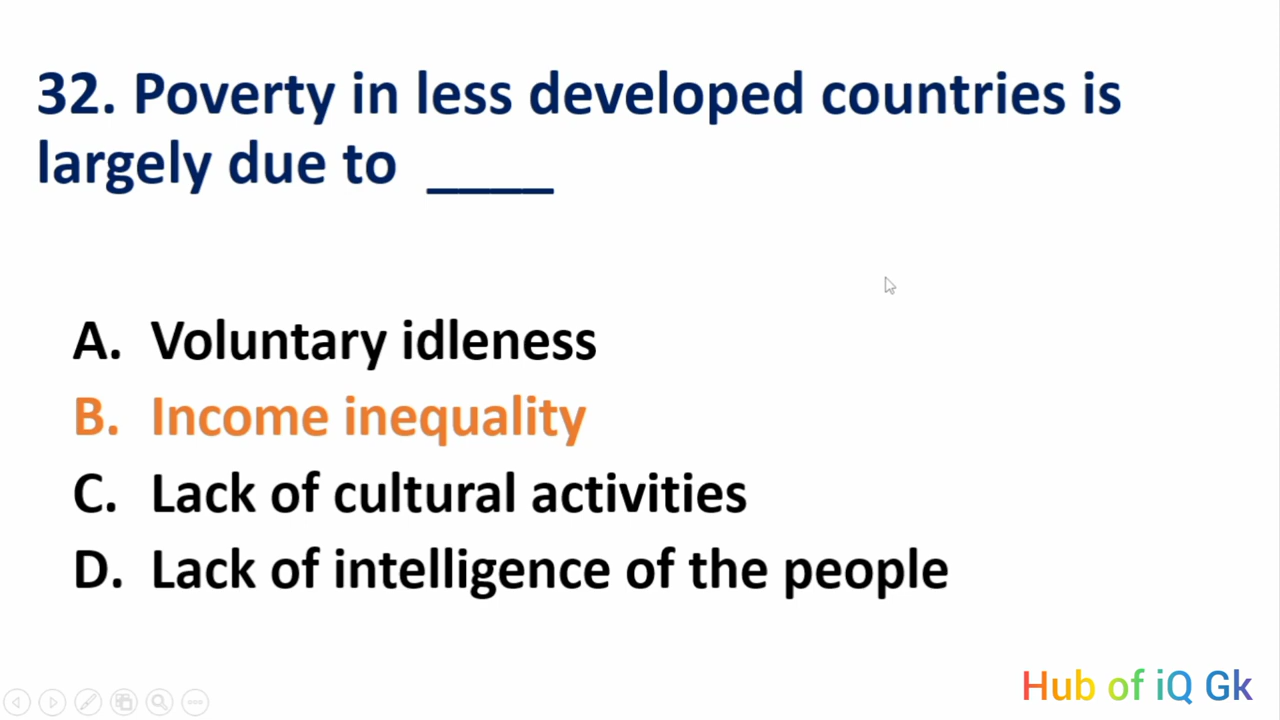 32. Poverty in less developed countries is
largely due to ____
A. Voluntary idleness
B. Income inequality
C. Lack of cultural activities
D. Lack of intelligence of the people
Hub of iQ Gk